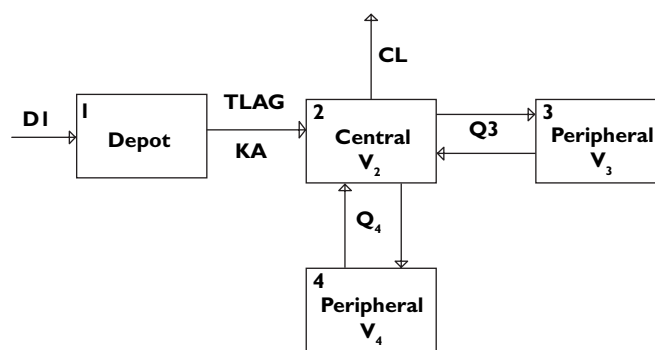 CL
D1
1
Depot
TLAG
KA
2
Central
V2
Q3
3
Peripheral
V3
Q4
4
Peripheral
V4